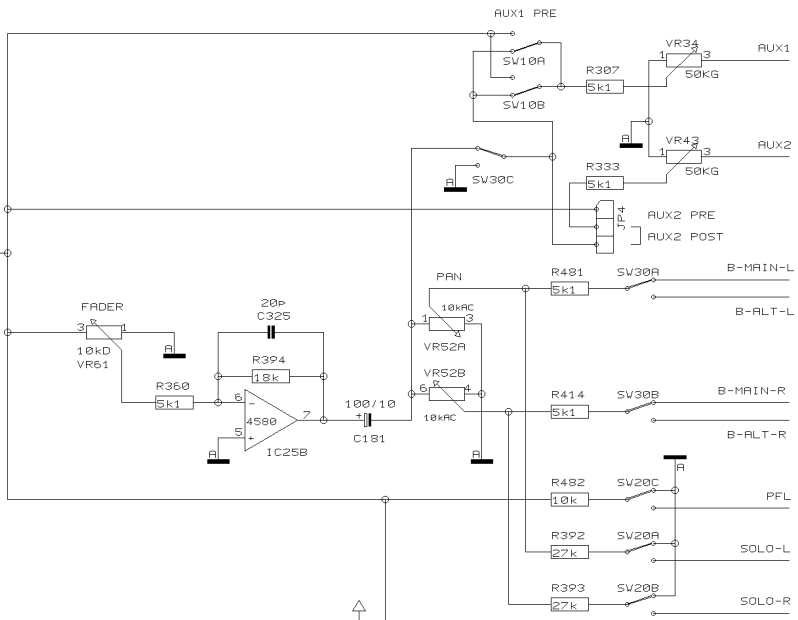 AUX1 PRE
VR34
AUX1
1
3
SW10A
R307
5k1
50KG
SW10B
A
VR43
AUX2
1
3
R333
5k1
50KG
A
SW30C
JP4
AUX2 PRE
AUX2 POST
PAN
R481
5k1
SW30A
B-MAIN-L
B-ALT-L
FADER
3
1
10kD
VR61
A
20p
C325
10kAC
1
3
VR52A
R394
18k
VR52B
6
4
10kAC
R360
5k1
6
-
4580
5
+
7
IC25B
A
100/10
+
C181
A
R414
5k1
SW30B
B-MAIN-R
B-ALT-R
A
R482
10k
SW20C
PFL
R392
27k
SW20A
SOLO-L
R393
27k
SW20B
SOLO-R